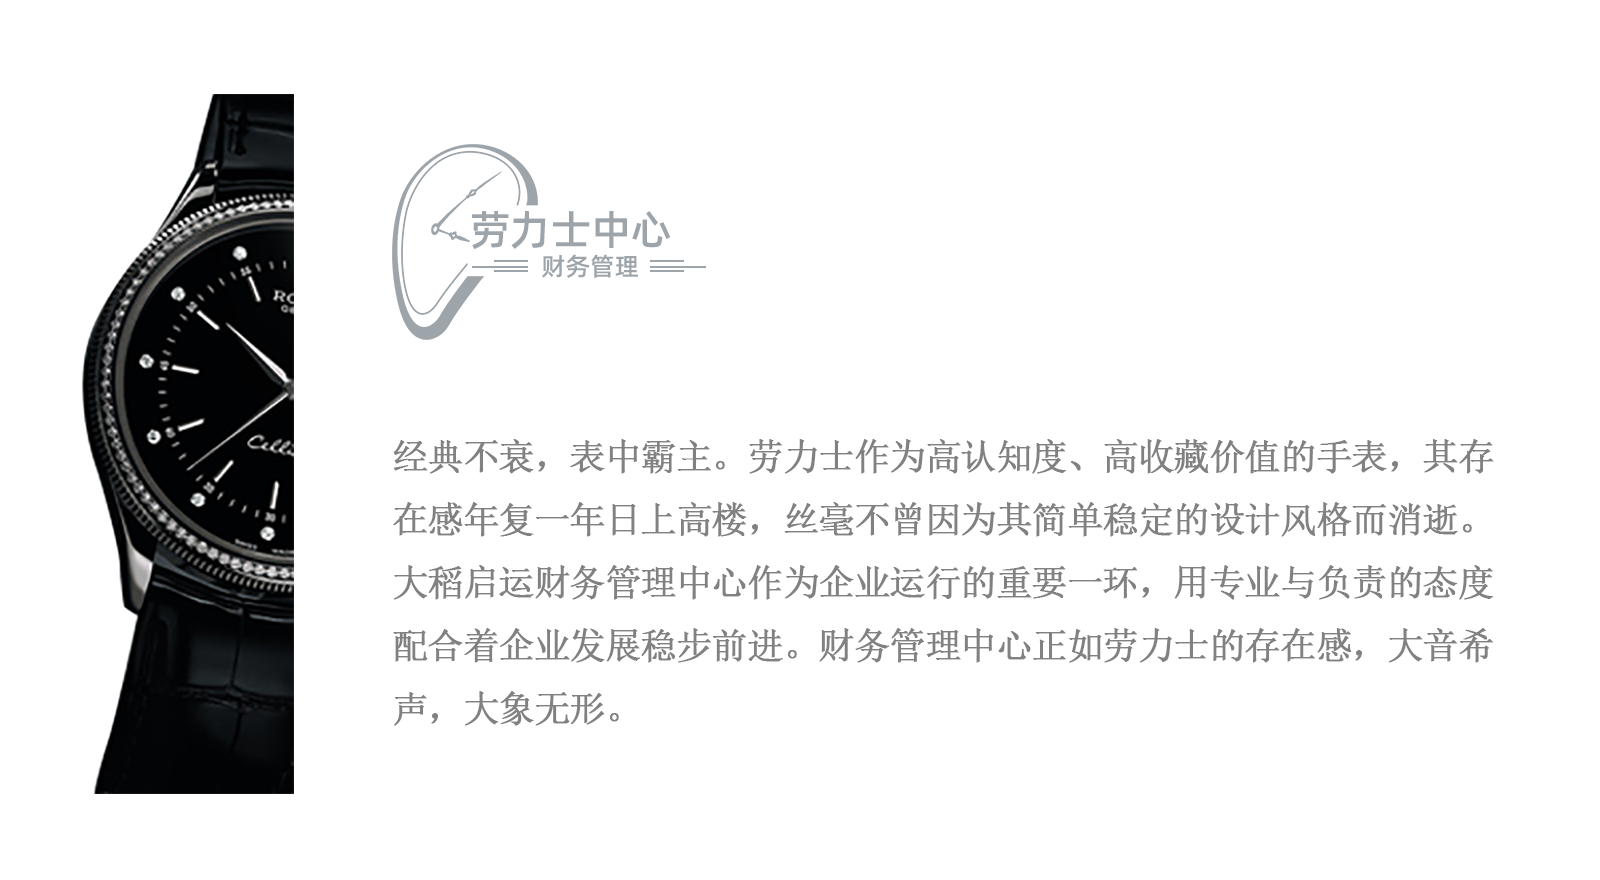 劳力士中心
财务管理
经典不衰，表中霸主。劳力士作为高认知度、高收藏价值的手表，其存
在感年复一年日上高楼，丝毫不曾因为其简单稳定的设计风格而消逝。
大稻启运财务管理中心作为企业运行的重要一环，用专业与负责的态度
配合着企业发展稳步前进。财务管理中心正如劳力士的存在感，大音希
声，大象无形。